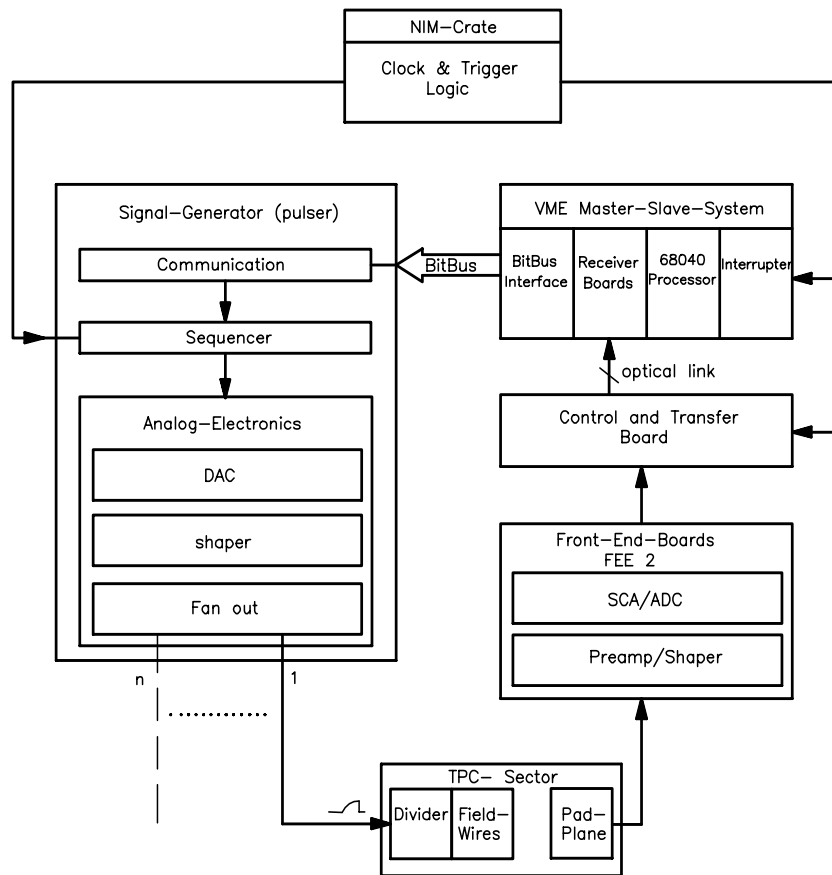 NIM-Crate
Clock & Trigger
Logic
Signal-Generator (pulser)
Communication
Sequencer
Analog-Electronics
DAC
shaper
Fan out
n
1
BitBus
VME Master-Slave-System
BitBus
Interface
Receiver
Boards
68040
Processor
Interrupter
optical link
Control and Transfer
Board
Front-End-Boards
FEE 2
SCA/ADC
Preamp/Shaper
TPC- Sector
Divider
Field-
Wires
Pad-
Plane